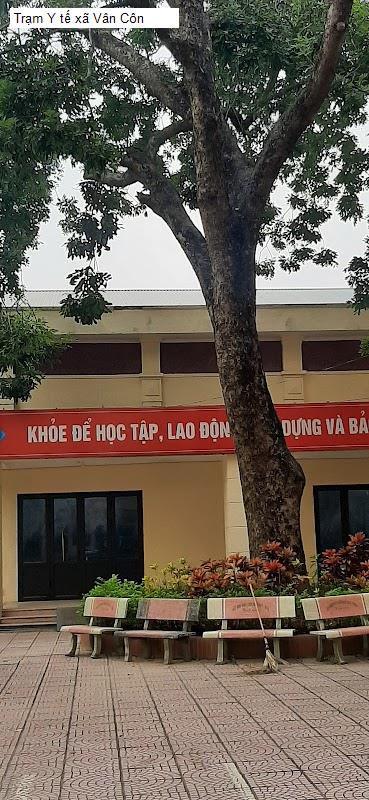 Trạm Y tế xã Vân Côn
KHỎE ĐỂ HỌC TẬP, LAO ĐỘN DỰNG VÀ BẢ